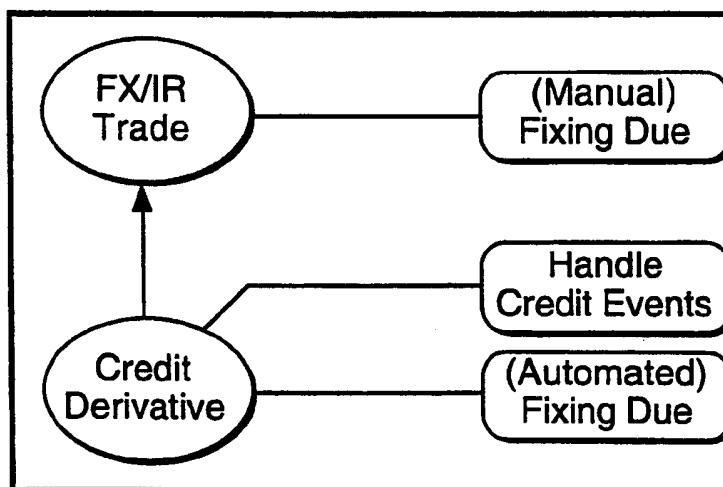 FX/IR
Trade
(Manual)
Fixing Due
Handle
Credit Events
Credit
Derivative
(Automated)
Fixing Due